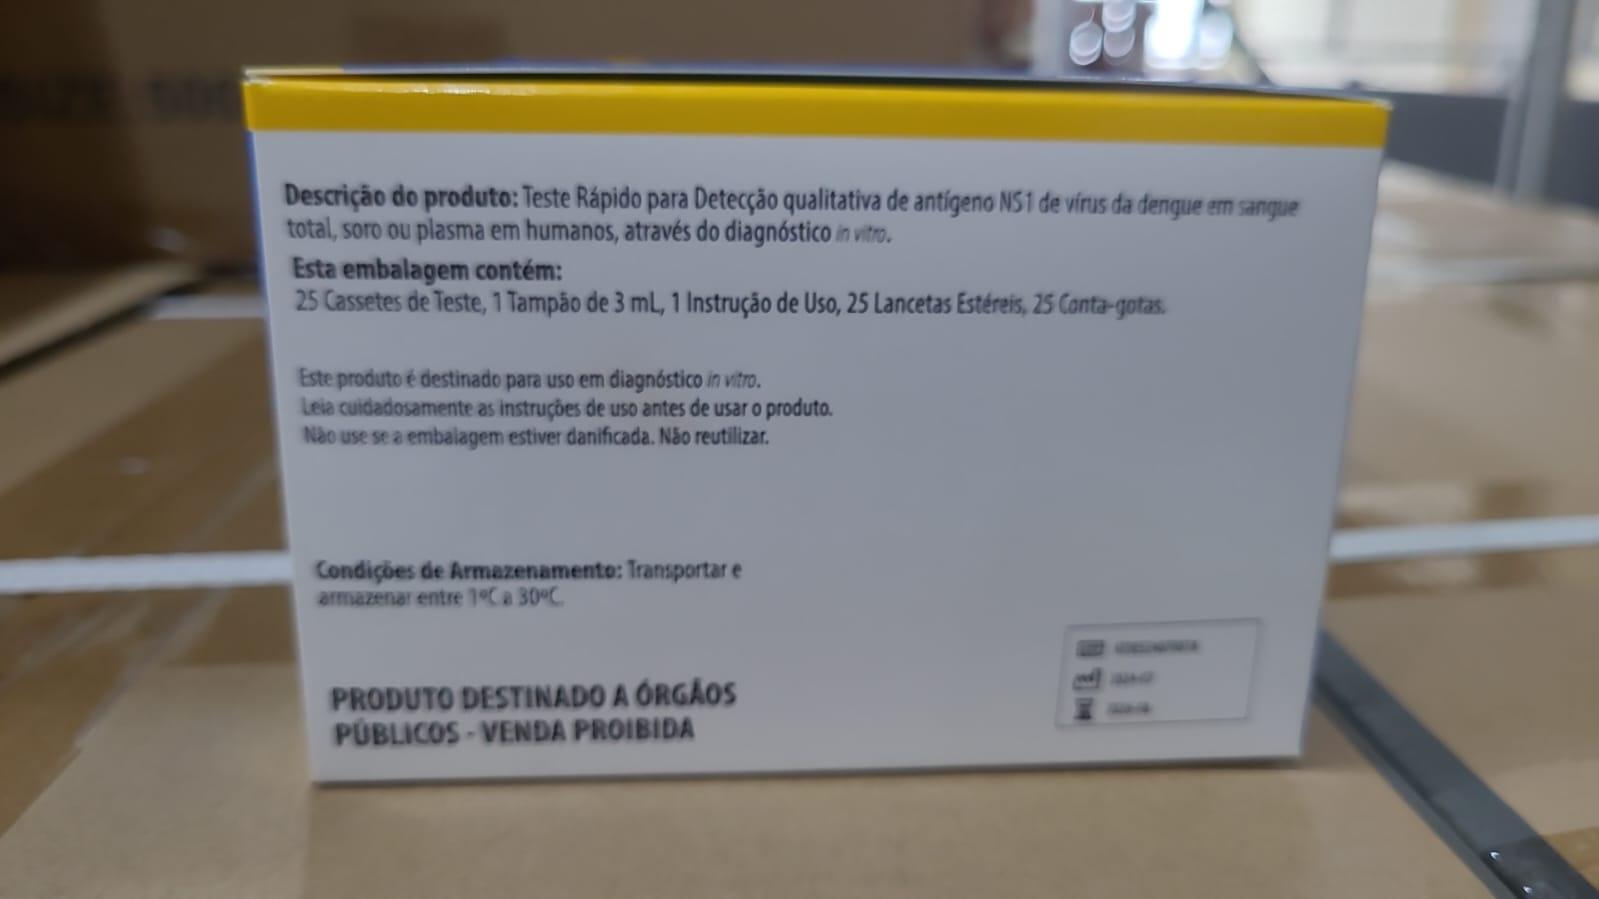 Descrição do produto: Teste Rápido para Detecção qualitativa de antígeno NS1 de vírus da dengue em sangue
total, soro ou plasma em humanos, através do diagnóstico in vitro.
Esta embalagem contém:
25 Cassetes de Teste, 1 Tampão de 3 mL, 1 Instrução de Uso, 25 Lancetas Estéreis, 25 Conta-gotas.
Este produto é destinado para uso em diagnóstico in vitro.
Leia cuidadosamente as instruções de uso antes de usar o produto.
Não use se a embalagem estiver danificada. Não reutilizar.
Condições de Armazenamento: Transportar e
armazenar entre 1ºC a 30ºC.
PRODUTO DESTINADO A ÓRGÃOS
PÚBLICOS - VENDA PROIBIDA